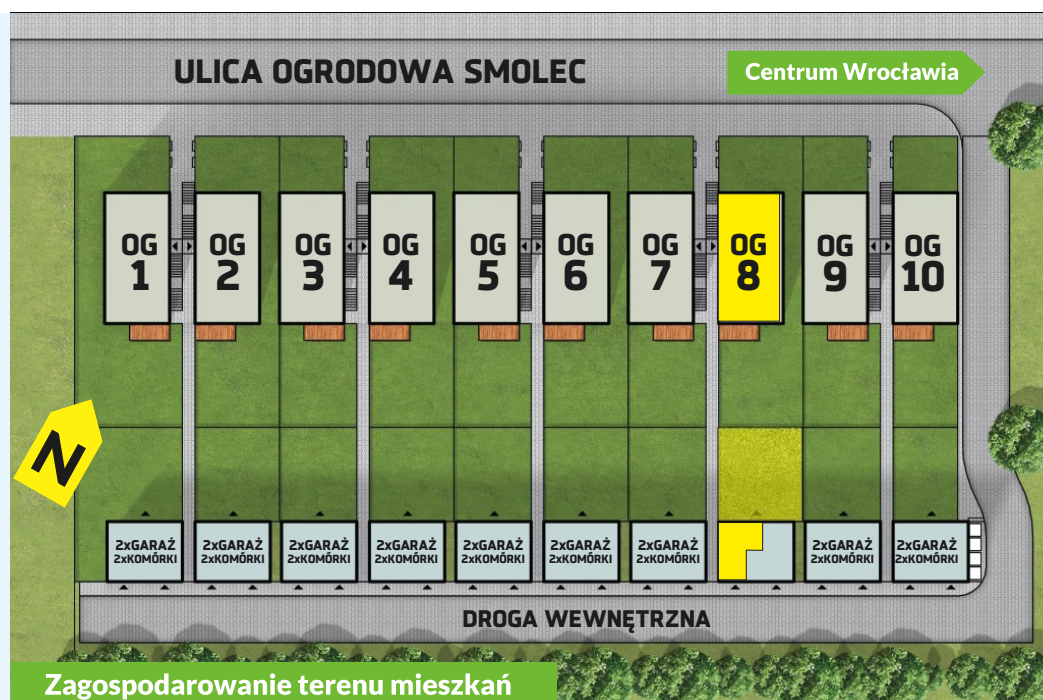 ULICA OGRODOWA SMOLEC
Centrum Wrocławia
OG
1
OG
2
OG
3
OG
4
OG
5
OG
6
OG
7
OG
8
OG
9
OG
10
N
2xGARAŻ
2xKOMÓRKI
2xGARAŻ
2xKOMÓRKI
2xGARAŻ
2xKOMÓRKI
2xGARAŻ
2xKOMÓRKI
2xGARAŻ
2xKOMÓRKI
2xGARAŻ
2xKOMÓRKI
2xGARAŻ
2xKOMÓRKI
2xGARAŻ
2xKOMÓRKI
2xGARAŻ
2xKOMÓRKI
DROGA WEWNĘTRZNA
Zagospodarowanie terenu mieszkań